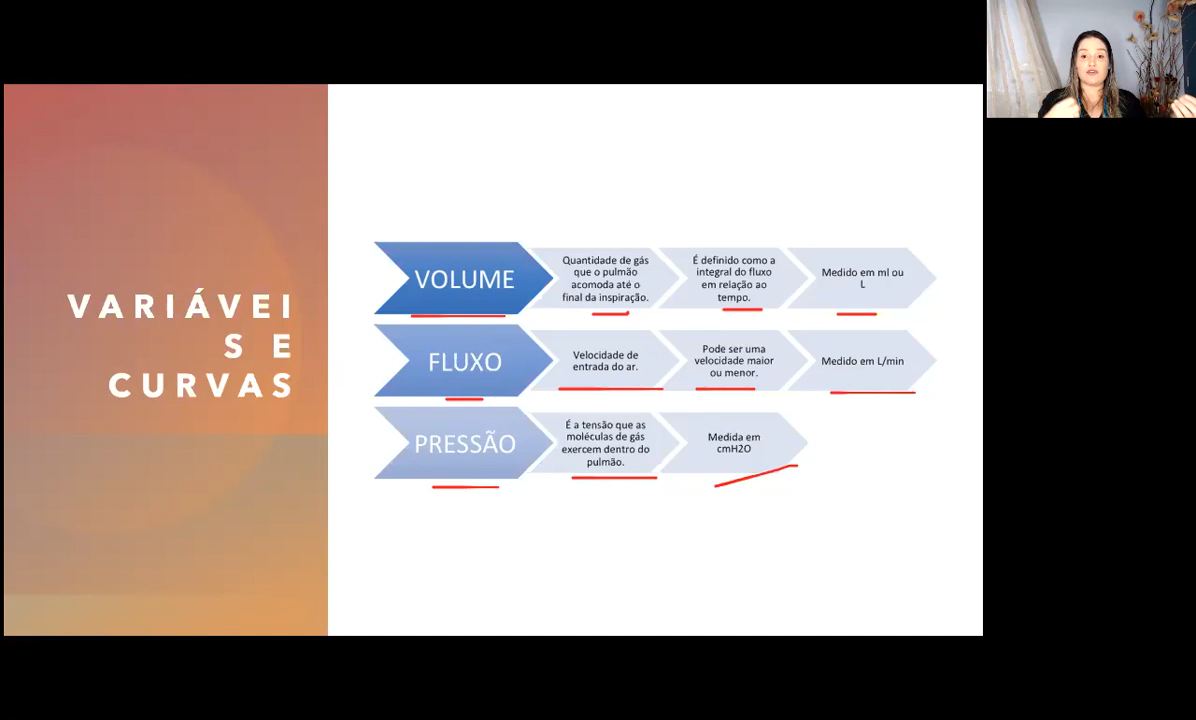 VARIÁVEI
S E
CURVAS
VOLUME
Quantidade de gás
que o pulmão
acomoda até o
final da inspiração.
É definido como a
integral do fluxo
em relação ao
tempo.
Medido em ml ou
L
FLUXO
Velocidade de
entrada do ar.
Pode ser uma
velocidade maior
ou menor.
Medido em L/min
PRESSÃO
É a tensão que as
moléculas de gás
exercem dentro do
pulmão.
Medida em
cmH2O